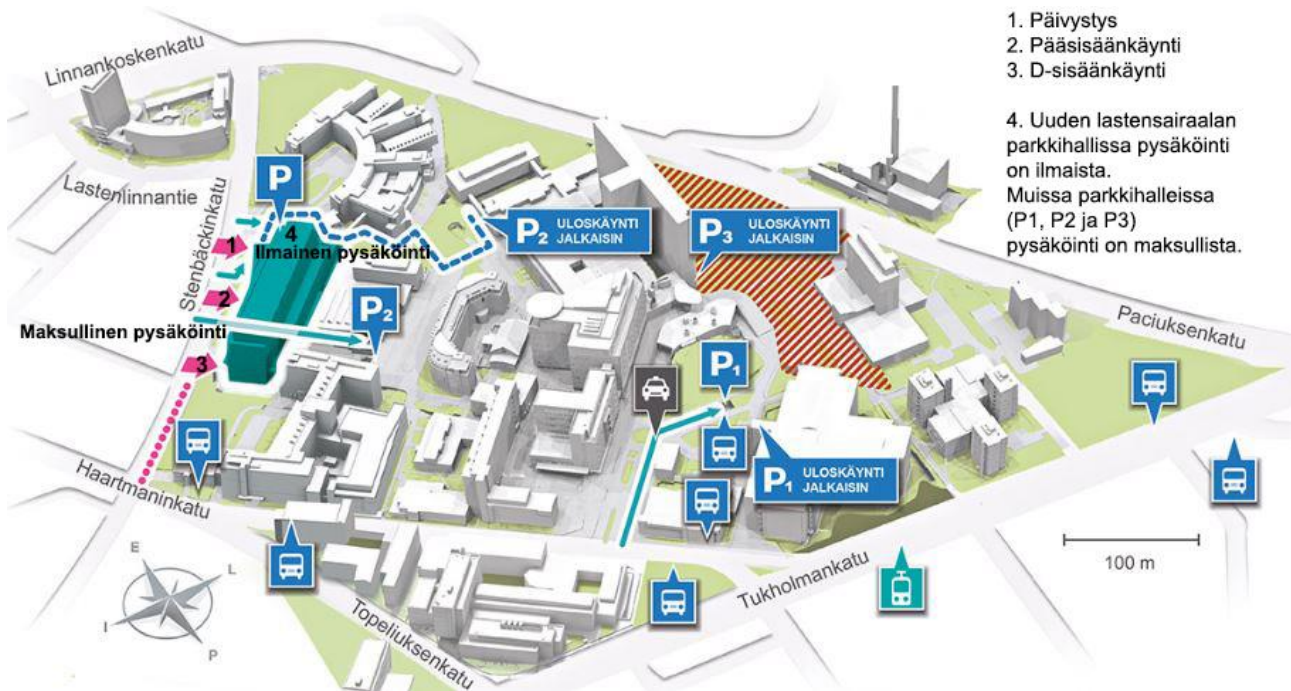 1. Päivystys
2. Pääsisäänkäynti
3. D-sisäänkäynti
4. Uuden lastensairaalan
parkkihallissa pysäköinti
on ilmaista.
Muissa parkkihalleissa
(P1, P2 ja P3)
pysäköinti on maksullista.
Linnankoskenkatu
Lastenlinnantie
Stenbäckinkatu
P
4
Ilmainen pysäköinti
1
2
3
Maksullinen pysäköinti
P2
P2 ULOSKÄYNTI
JALKAISIN
P3 ULOSKÄYNTI
JALKAISIN
P1
P1 ULOSKÄYNTI
JALKAISIN
Paciuksenkatu
Haartmaninkatu
Topeliuksenkatu
Tukholmankatu
100 m
E
L
I
P